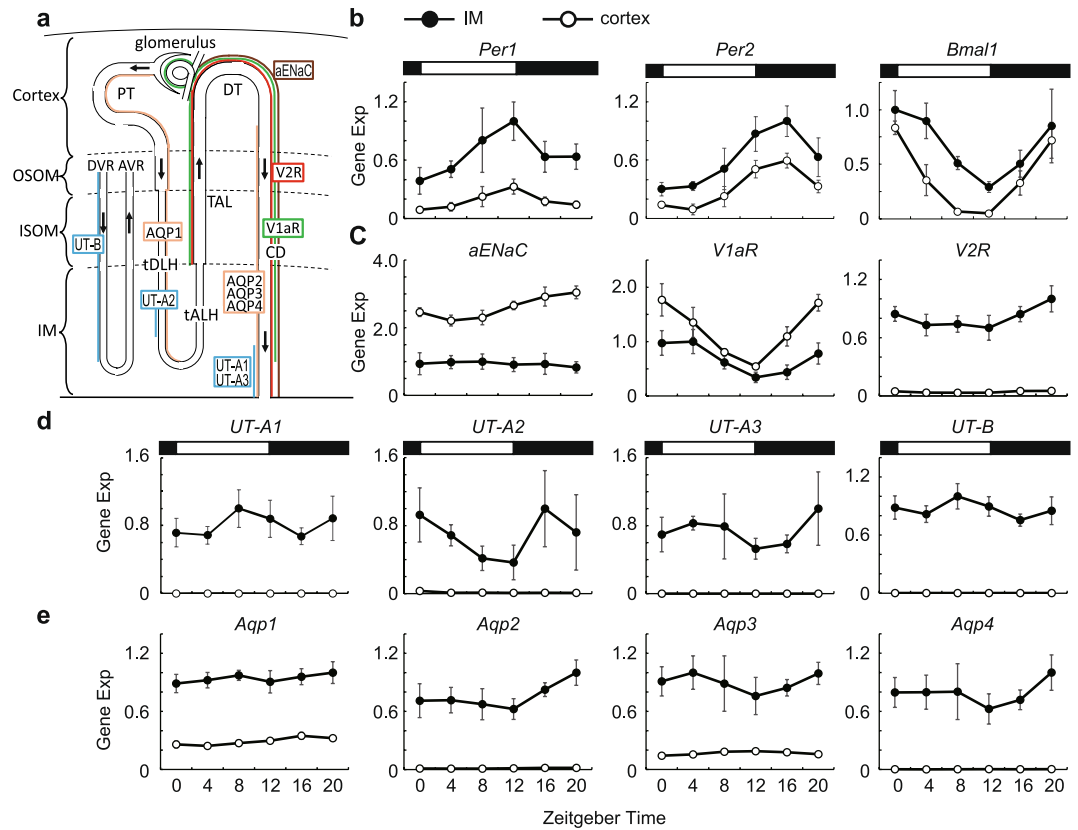 a
glomerulus
aENaC
Cortex
PT
DT
DVR AVR
OSOM
V2R
TAL
ISOM
UT-B
AQP1
V1aR
CD
tDLH
AQP2
AQP3
AQP4
UT-A2
tALH
IM
UT-A1
UT-A3
b
IM
cortex
Per1
Per2
Bmal1
Gene Exp
1.2
0.6
0
1.2
0.6
0
1.0
0.5
0
C
aENaC
V1aR
V2R
Gene Exp
4.0
2.0
0
2.0
1.0
0
1.2
0.6
0
d
UT-A1
UT-A2
UT-A3
UT-B
Gene Exp
1.6
0.8
0
1.6
0.8
0
1.6
0.8
0
1.2
0.6
0
e
Aqp1
Aqp2
Aqp3
Aqp4
Gene Exp
1.2
0.6
0
1.2
0.6
0
1.2
0.6
0
1.2
0.6
0
0 4 8 12 16 20
0 4 8 12 16 20
0 4 8 12 16 20
0 4 8 12 16 20
Zeitgeber Time